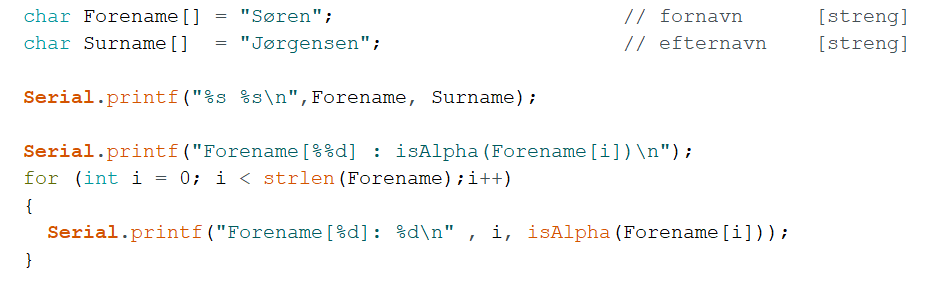 char Forename[] = "Søren";                        // fornavn      [streng]
char Surname[]  = "Jørgensen";                    // efternavn    [streng]

Serial.printf("%s %s\n",Forename, Surname);

Serial.printf("Forename[%%d] : isAlpha(Forename[i])\n");
for (int i = 0; i < strlen(Forename);i++)
{
  Serial.printf("Forename[%d]: %d\n" , i, isAlpha(Forename[i]));
}